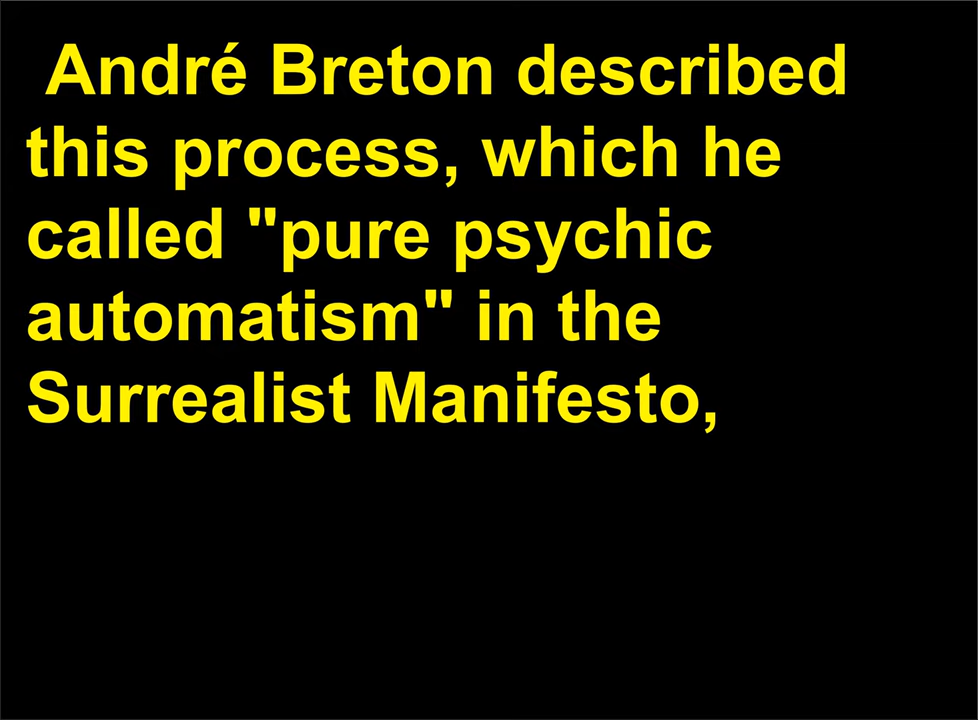 André Breton described
this process, which he
called "pure psychic
automatism" in the
Surrealist Manifesto,